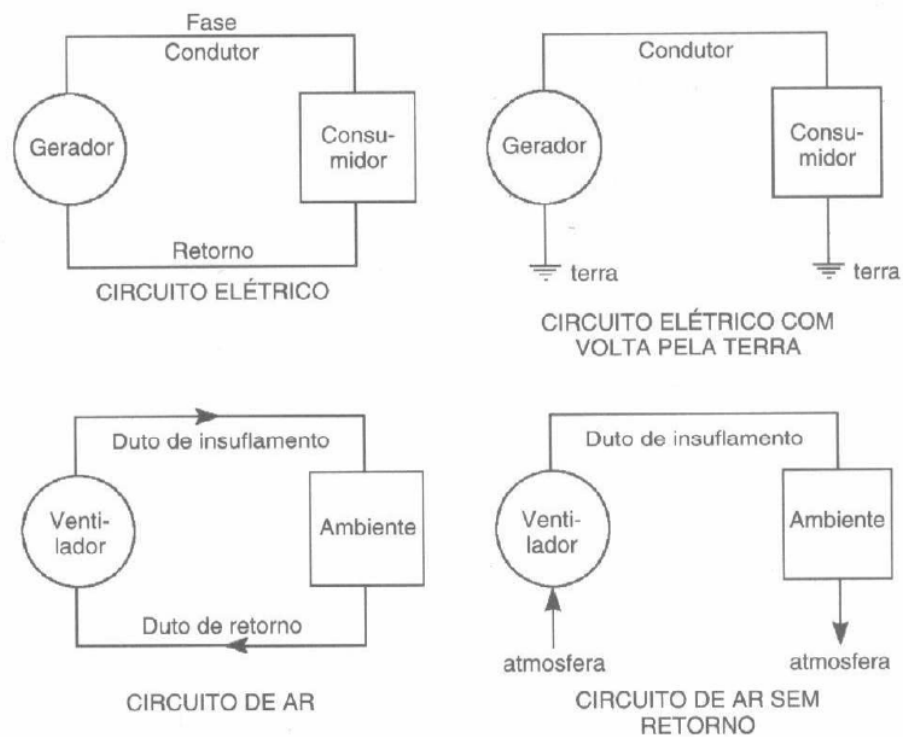 Fase
Condutor
Gerador
Consu-
midor
Retorno
CIRCUITO ELÉTRICO
Condutor
Gerador
Consu-
midor
terra
terra
CIRCUITO ELÉTRICO COM
VOLTA PELA TERRA
Duto de insuflamento
Venti-
lador
Ambiente
Duto de retorno
CIRCUITO DE AR
Duto de insuflamento
Venti-
lador
Ambiente
atmosfera
atmosfera
CIRCUITO DE AR SEM
RETORNO